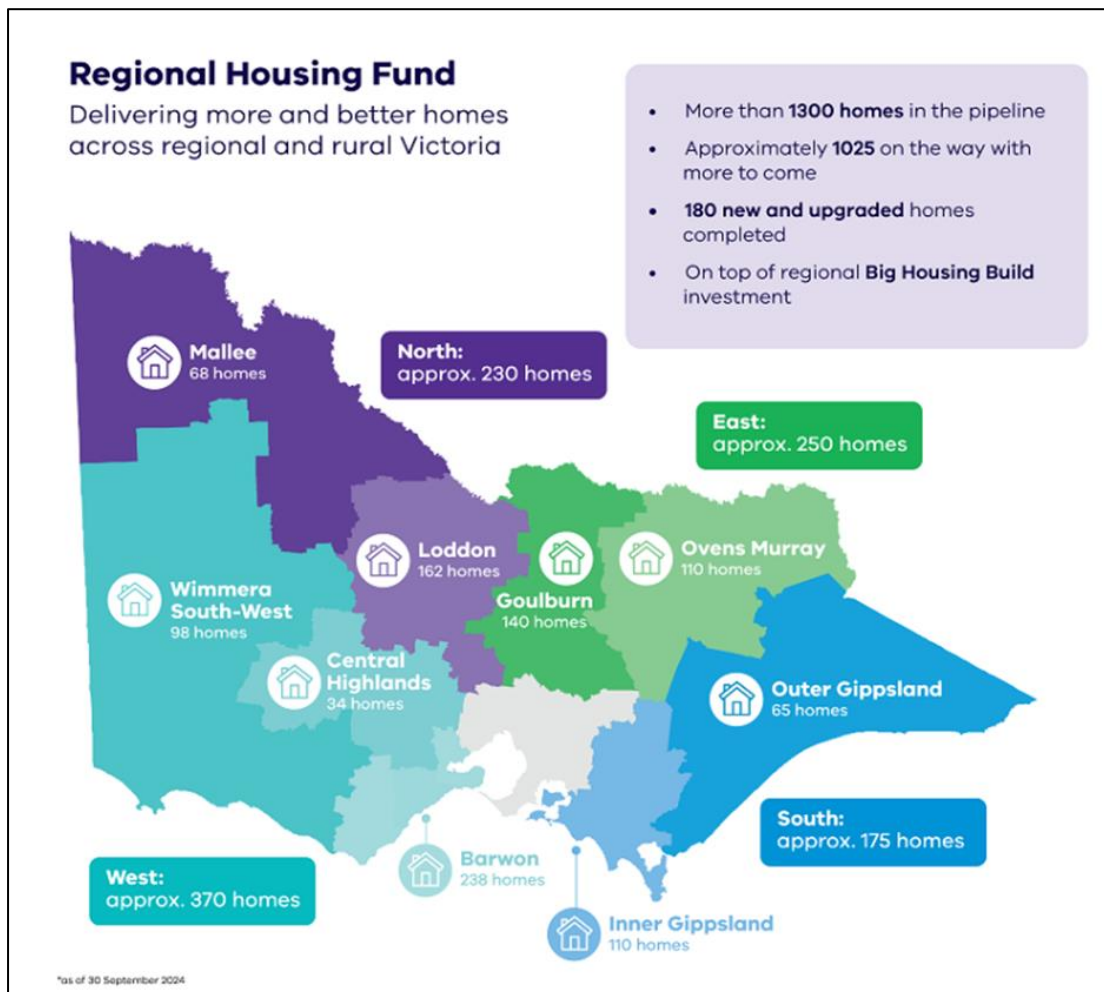 Regional Housing Fund
Delivering more and better homes
across regional and rural Victoria
• More than 1300 homes in the pipeline
• Approximately 1025 on the way with
more to come
• 180 new and upgraded homes
completed
• On top of regional Big Housing Build
investment
Mallee
68 homes
North:
approx. 230 homes
East:
approx. 250 homes
Loddon
162 homes
Goulburn
140 homes
Ovens Murray
110 homes
Wimmera
South-West
98 homes
Central
Highlands
34 homes
Outer Gippsland
65 homes
South:
approx. 175 homes
Barwon
238 homes
West:
approx. 370 homes
Inner Gippsland
110 homes
*as of 30 September 2024